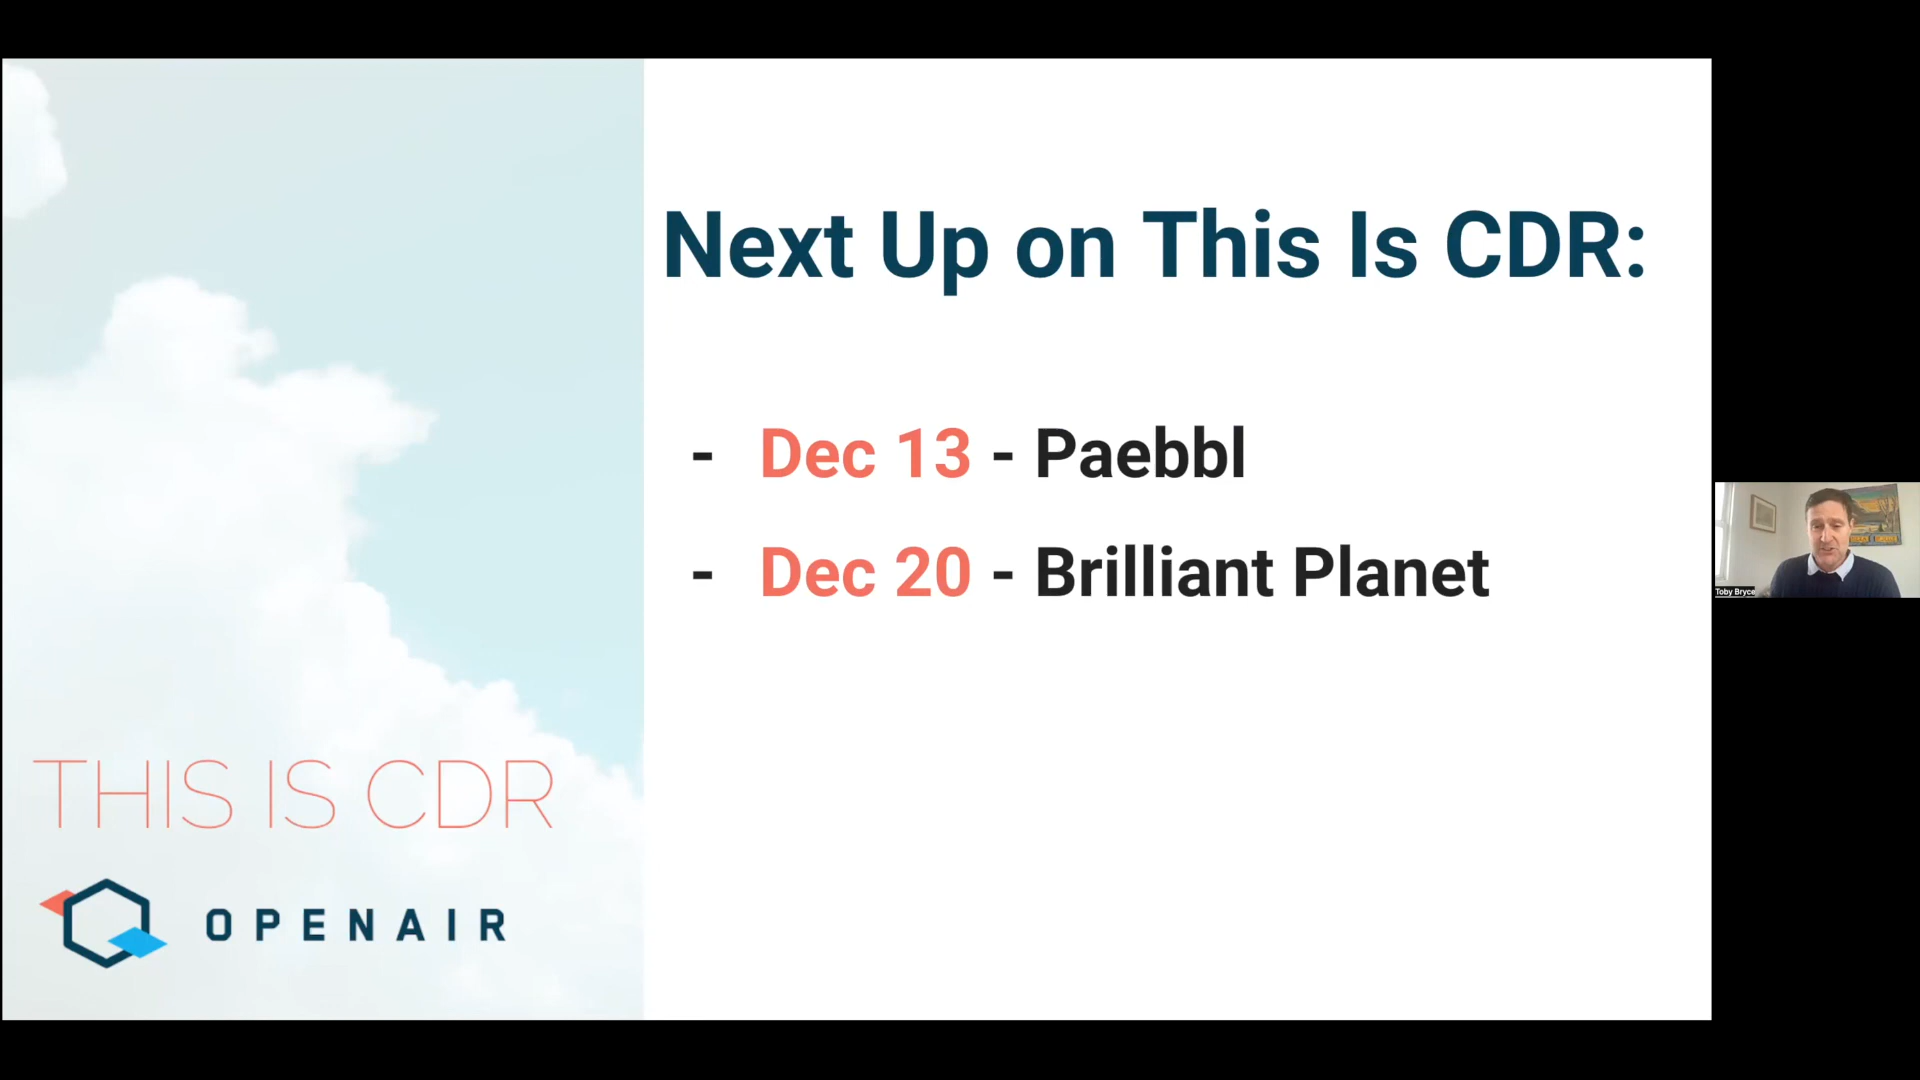 Next Up on This Is CDR:
- Dec 13 - Paebbl
- Dec 20 - Brilliant Planet
THIS IS CDR
OPENAIR
Toby Bryce